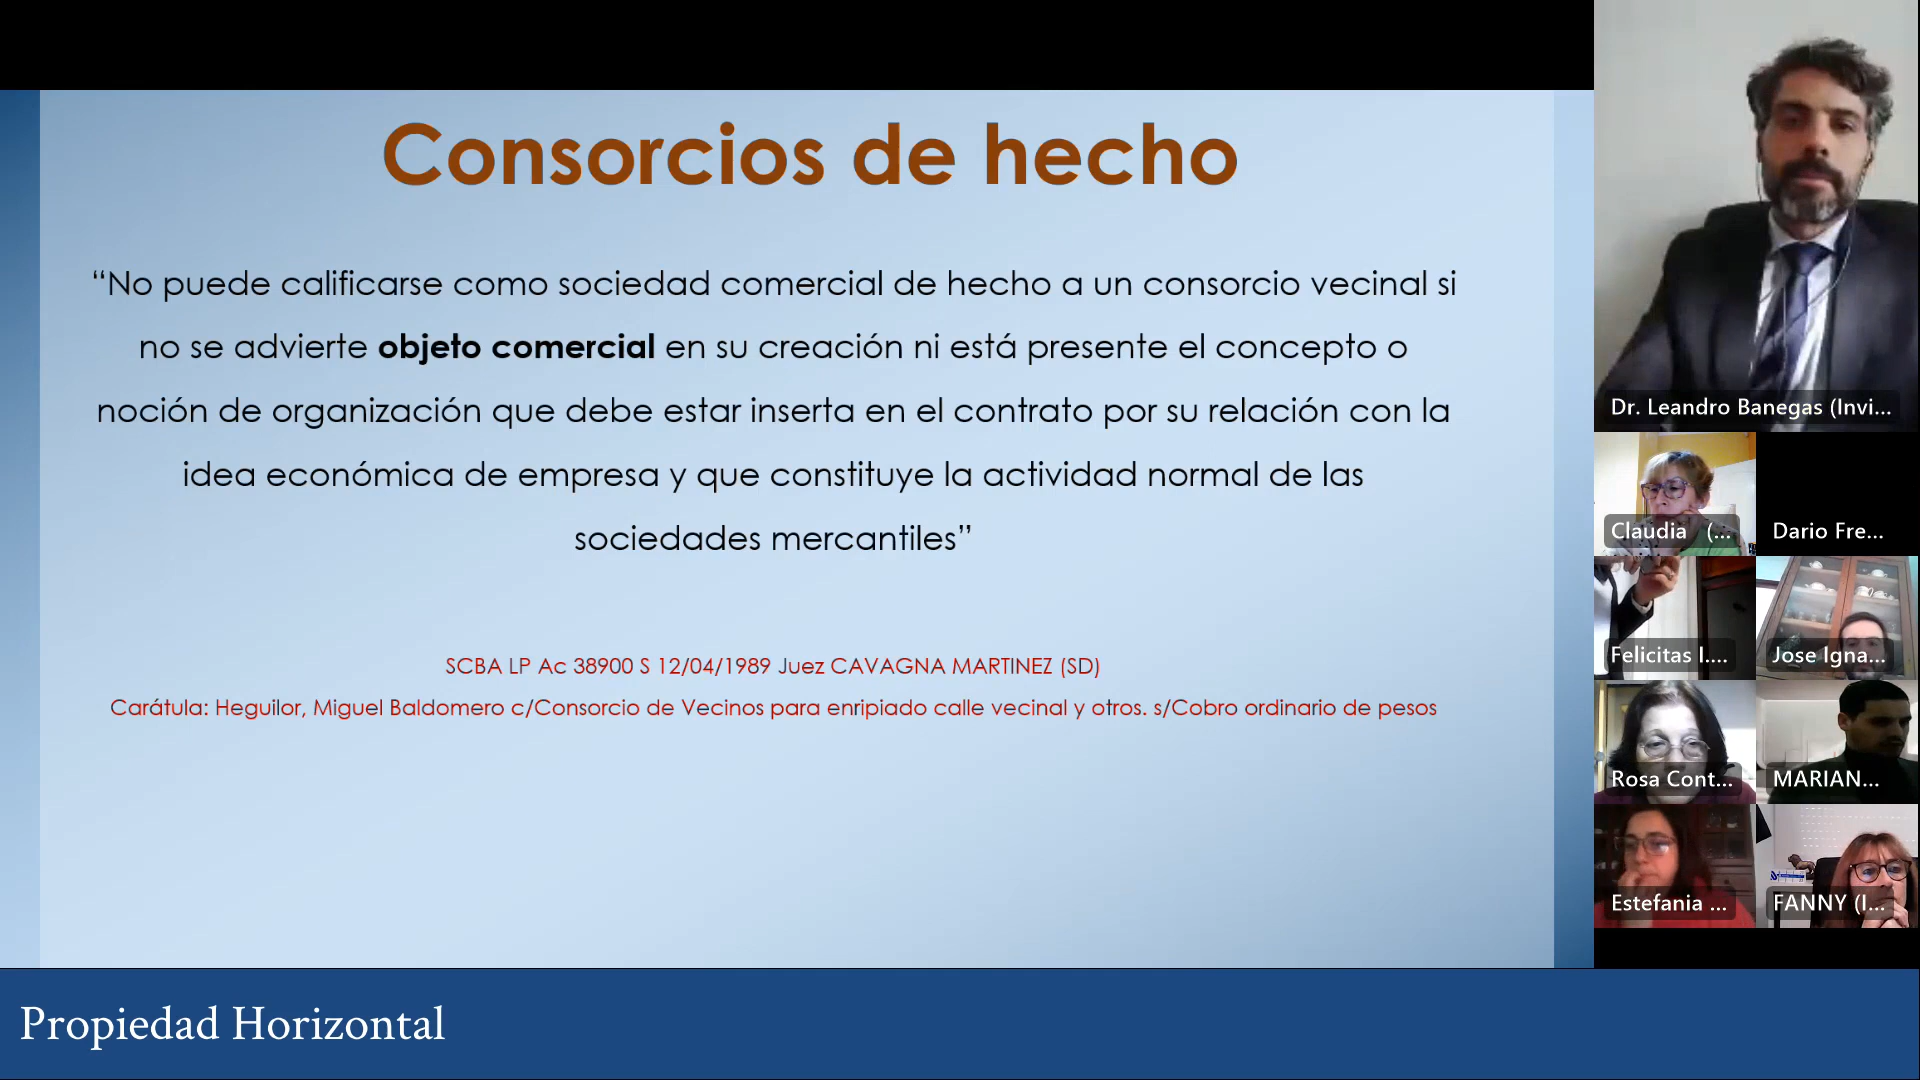 Consorcios de hecho
“No puede calificarse como sociedad comercial de hecho a un consorcio vecinal si
no se advierte objeto comercial en su creación ni está presente el concepto o
noción de organización que debe estar inserta en el contrato por su relación con la
idea económica de empresa y que constituye la actividad normal de las
sociedades mercantiles”
SCBA LP Ac 38900 S 12/04/1989 Juez CAVAGNA MARTINEZ (SD)
Carátula: Heguilor, Miguel Baldomero c/Consorcio de Vecinos para enripiado calle vecinal y otros. s/Cobro ordinario de pesos
Dr. Leandro Banegas (Invi...
Claudia (...
Dario Fre...
Felicitas I....
Jose Igna...
Rosa Cont...
MARIAN...
Estefania ...
FANNY (I...
Propiedad Horizontal